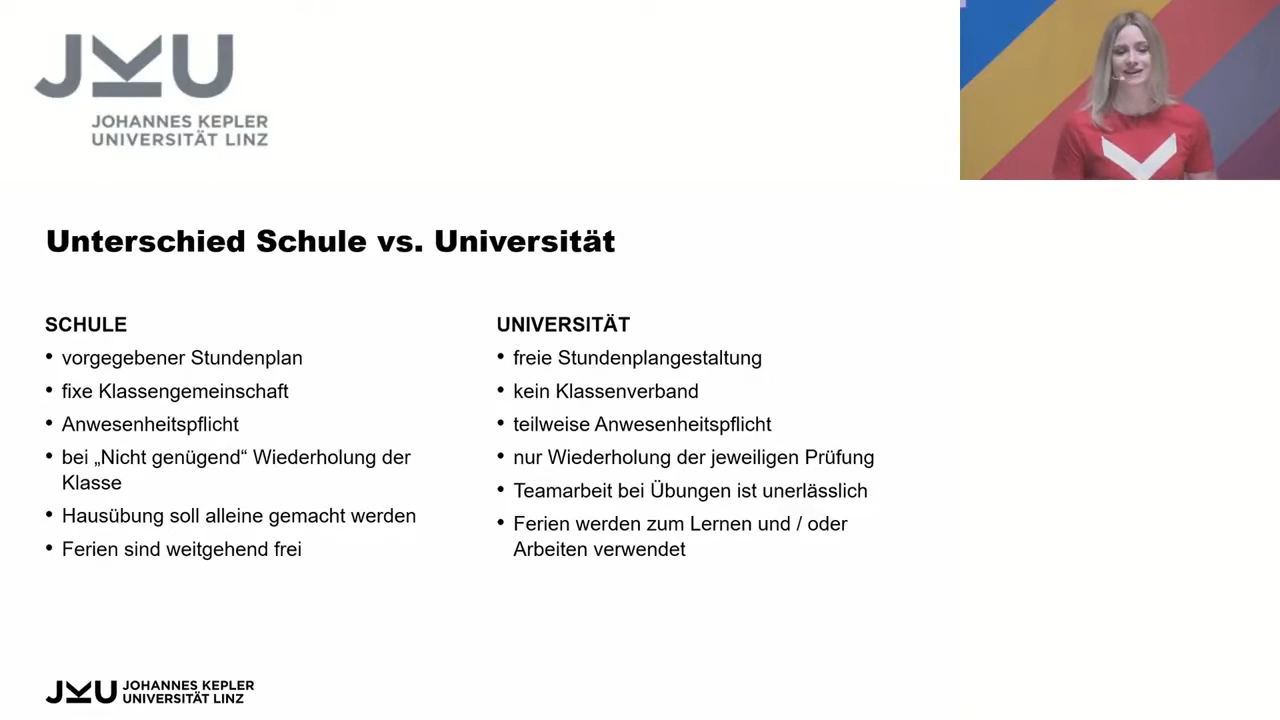 JKU
JOHANNES KEPLER
UNIVERSITÄT LINZ
Unterschied Schule vs. Universität
SCHULE
• vorgegebener Stundenplan
• fixe Klassengemeinschaft
• Anwesenheitspflicht
• bei „Nicht genügend“ Wiederholung der
Klasse
• Hausübung soll alleine gemacht werden
• Ferien sind weitgehend frei
UNIVERSITÄT
• freie Stundenplangestaltung
• kein Klassenverband
• teilweise Anwesenheitspflicht
• nur Wiederholung der jeweiligen Prüfung
• Teamarbeit bei Übungen ist unerlässlich
• Ferien werden zum Lernen und / oder
Arbeiten verwendet
JKU JOHANNES KEPLER
UNIVERSITÄT LINZ